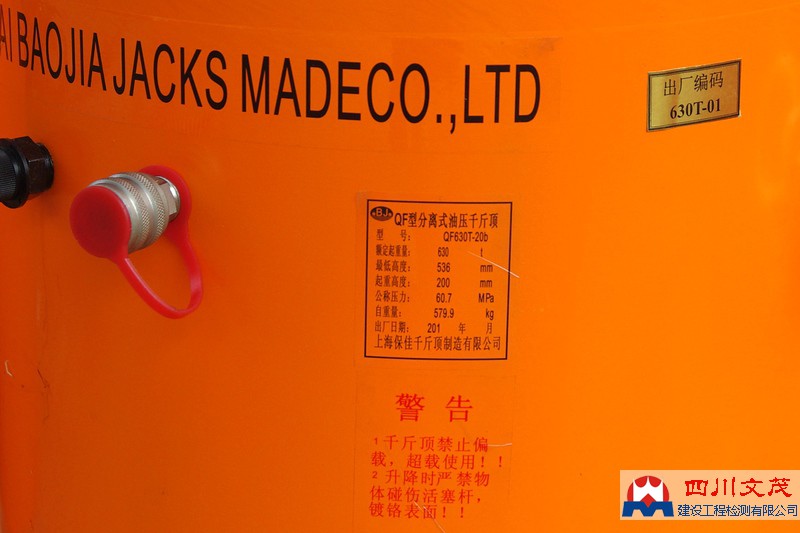 AI BAOJIA JACKS MADECO.,LTD
出厂编码
630T-01
BJ
QF型分离式油压千斤顶
型 号: QF630T-20b
额定起重量: 630 t
最低高度: 536 mm
起重高度: 200 mm
公称压力: 60.7 MPa
自重量: 579.9 kg
出厂日期: 201 年 月
上海保佳千斤顶制造有限公司
警 告
1 千斤顶禁止偏
载，超载使用！！
2 升降时严禁物
体碰伤活塞杆，
镀铬表面！！
四川文茂
建设工程检测有限公司